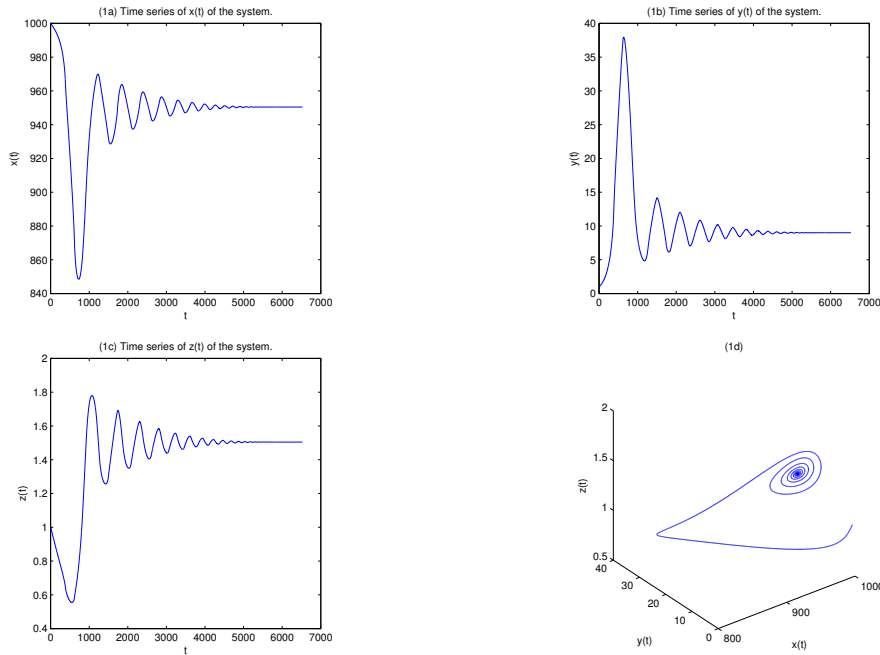 (1a) Time series of x(t) of the system.
1000
980
960
940
920
900
880
860
840
x(t)
0 1000 2000 3000 4000 5000 6000 7000
t
(1b) Time series of y(t) of the system.
40
35
30
25
20
15
10
5
0
y(t)
0 1000 2000 3000 4000 5000 6000 7000
t
(1c) Time series of z(t) of the system.
2
1.8
1.6
1.4
1.2
1
0.8
0.6
0.4
z(t)
0 1000 2000 3000 4000 5000 6000 7000
t
(1d)
2
1.5
1
0.5
z(t)
40
30
20
10
0
y(t)
800
900
1000
x(t)